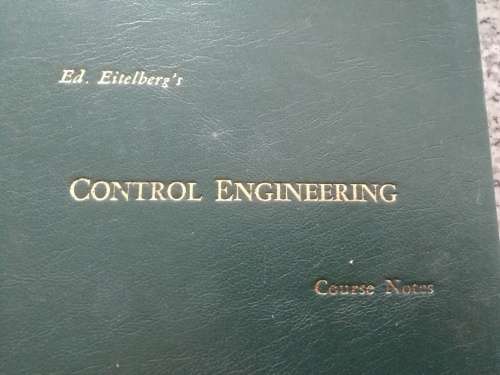 Ed. Eitelberg's
CONTROL ENGINEERING
Course Notes